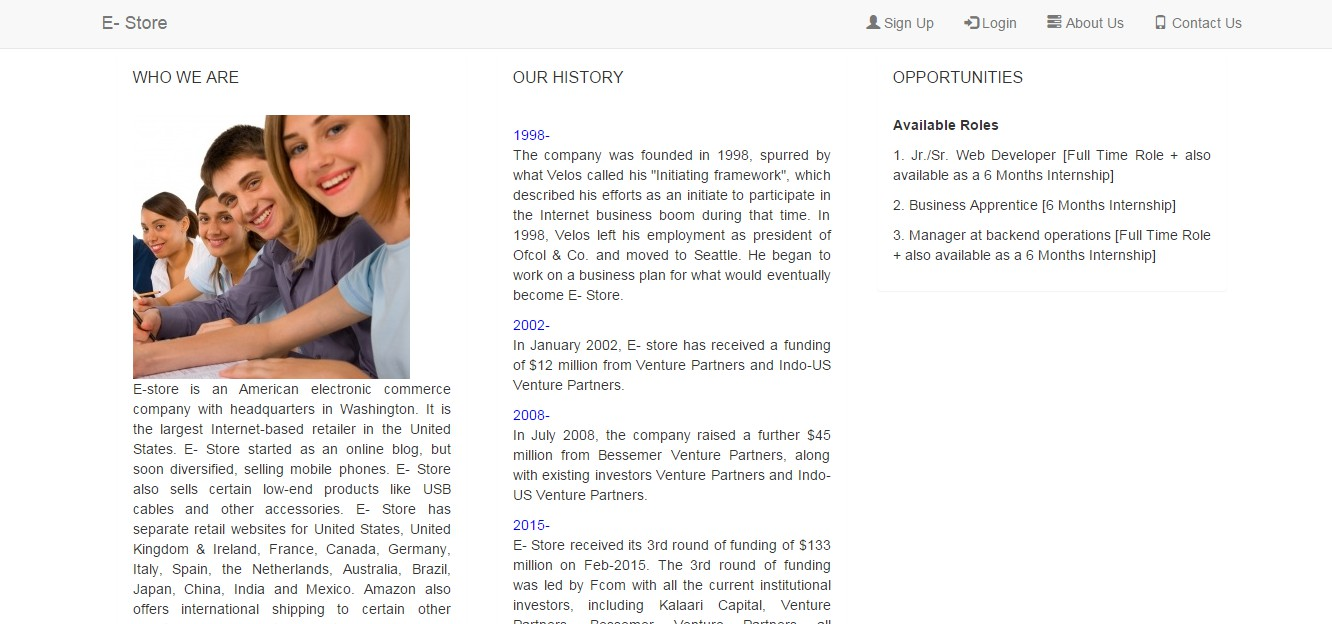 E- Store
Sign Up
Login
About Us
Contact Us
WHO WE ARE
E-store is an American electronic commerce
company with headquarters in Washington. It is
the largest Internet-based retailer in the United
States. E- Store started as an online blog, but
soon diversified, selling mobile phones. E- Store
also sells certain low-end products like USB
cables and other accessories. E- Store has
separate retail websites for United States, United
Kingdom & Ireland, France, Canada, Germany,
Italy, Spain, the Netherlands, Australia, Brazil,
Japan, China, India and Mexico. Amazon also
offers international shipping to certain other
OUR HISTORY
1998-
The company was founded in 1998, spurred by
what Velos called his "Initiating framework", which
described his efforts as an initiate to participate in
the Internet business boom during that time. In
1998, Velos left his employment as president of
Ofcol & Co. and moved to Seattle. He began to
work on a business plan for what would eventually
become E- Store.
2002-
In January 2002, E- store has received a funding
of $12 million from Venture Partners and Indo-US
Venture Partners.
2008-
In July 2008, the company raised a further $45
million from Bessemer Venture Partners, along
with existing investors Venture Partners and Indo-
US Venture Partners.
2015-
E- Store received its 3rd round of funding of $133
million on Feb-2015. The 3rd round of funding
was led by Fcom with all the current institutional
investors, including Kalaari Capital, Venture
Partners, Bessemer Venture Partners all
OPPORTUNITIES
Available Roles
1. Jr./Sr. Web Developer [Full Time Role + also
available as a 6 Months Internship]
2. Business Apprentice [6 Months Internship]
3. Manager at backend operations [Full Time Role
+ also available as a 6 Months Internship]